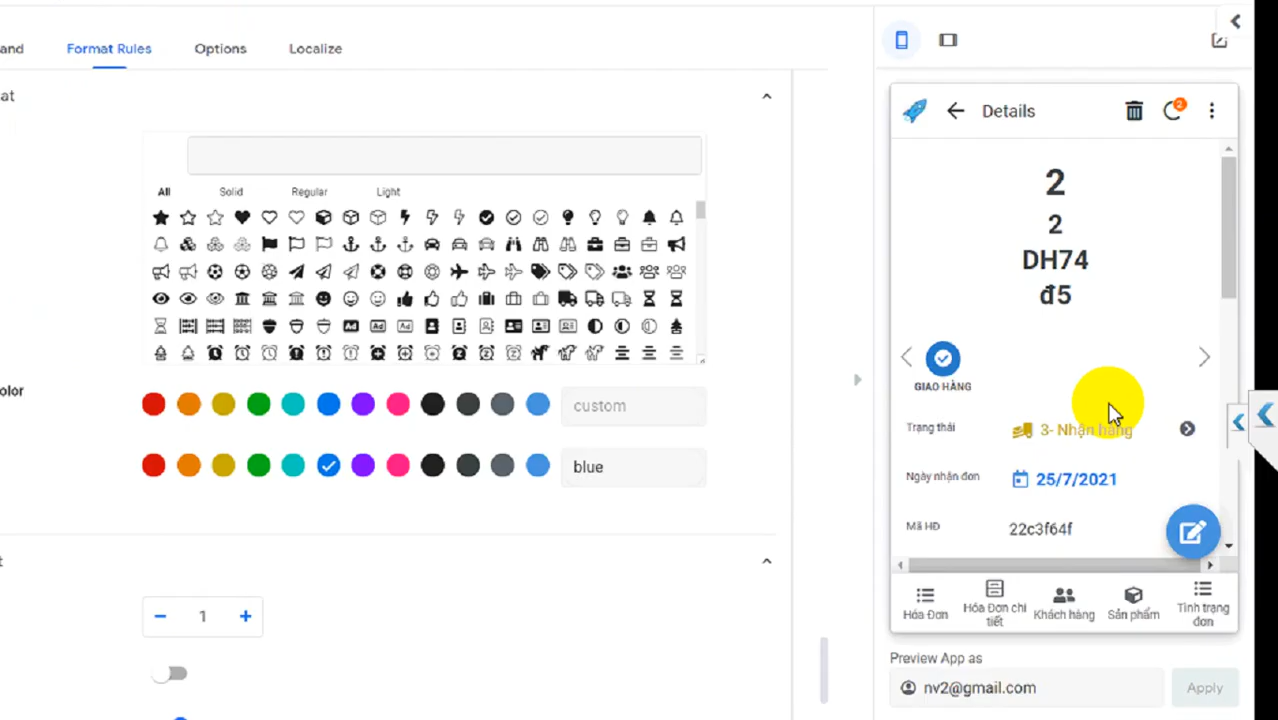 and
Format Rules
Options
Localize
at
All
Solid
Regular
Light
olor
custom
blue
t
1
2
Details
2
2
DH74
đ5
GIAO HÀNG
Trạng thái
3- Nhận hàng
Ngày nhận đơn
25/7/2021
Mã HĐ
22c3f64f
Hóa Đơn
Hóa Đơn chi
tiết
Khách hàng
Sản phẩm
Tình trạng
đơn
Preview App as
nv2@gmail.com
Apply